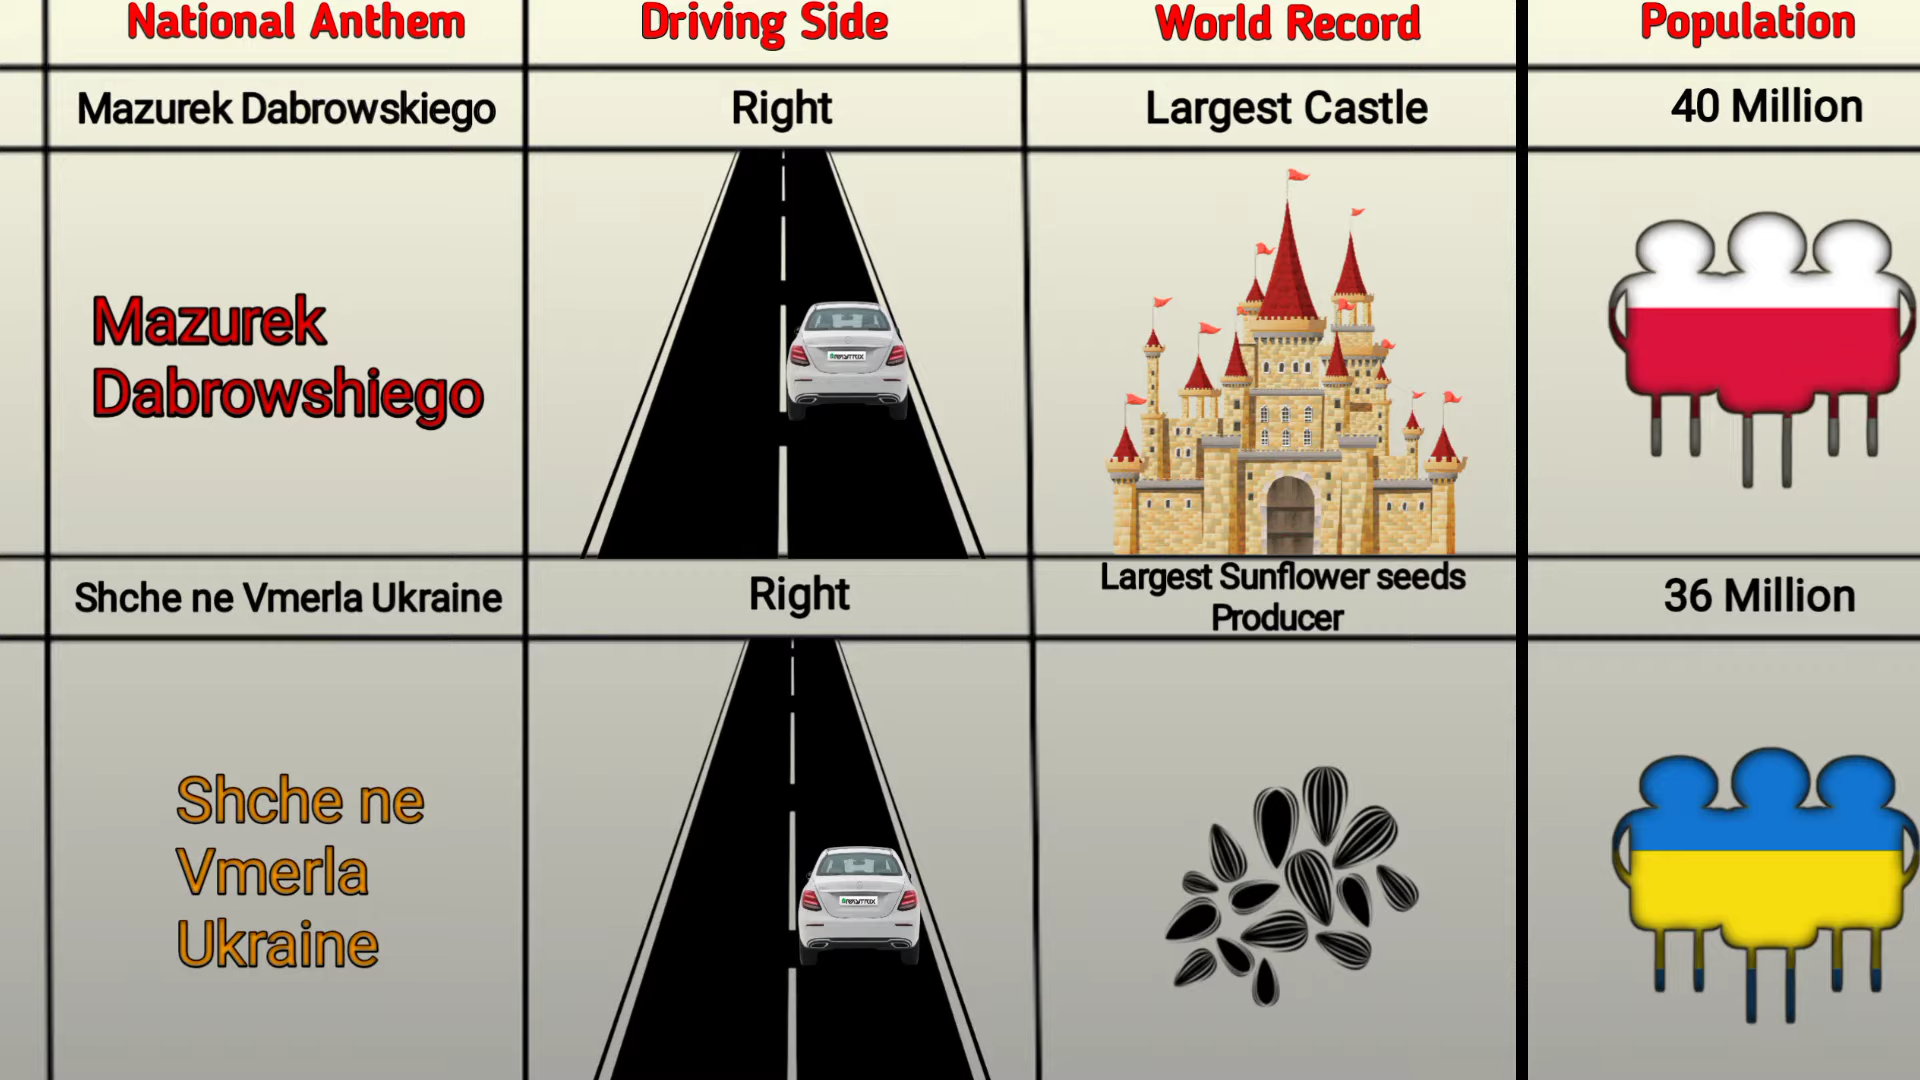 National Anthem
Driving Side
World Record
Population
Mazurek Dabrowskiego
Right
Largest Castle
40 Million
Mazurek
Dabrowshiego
Shche ne Vmerla Ukraine
Right
Largest Sunflower seeds
Producer
36 Million
Shche ne
Vmerla
Ukraine